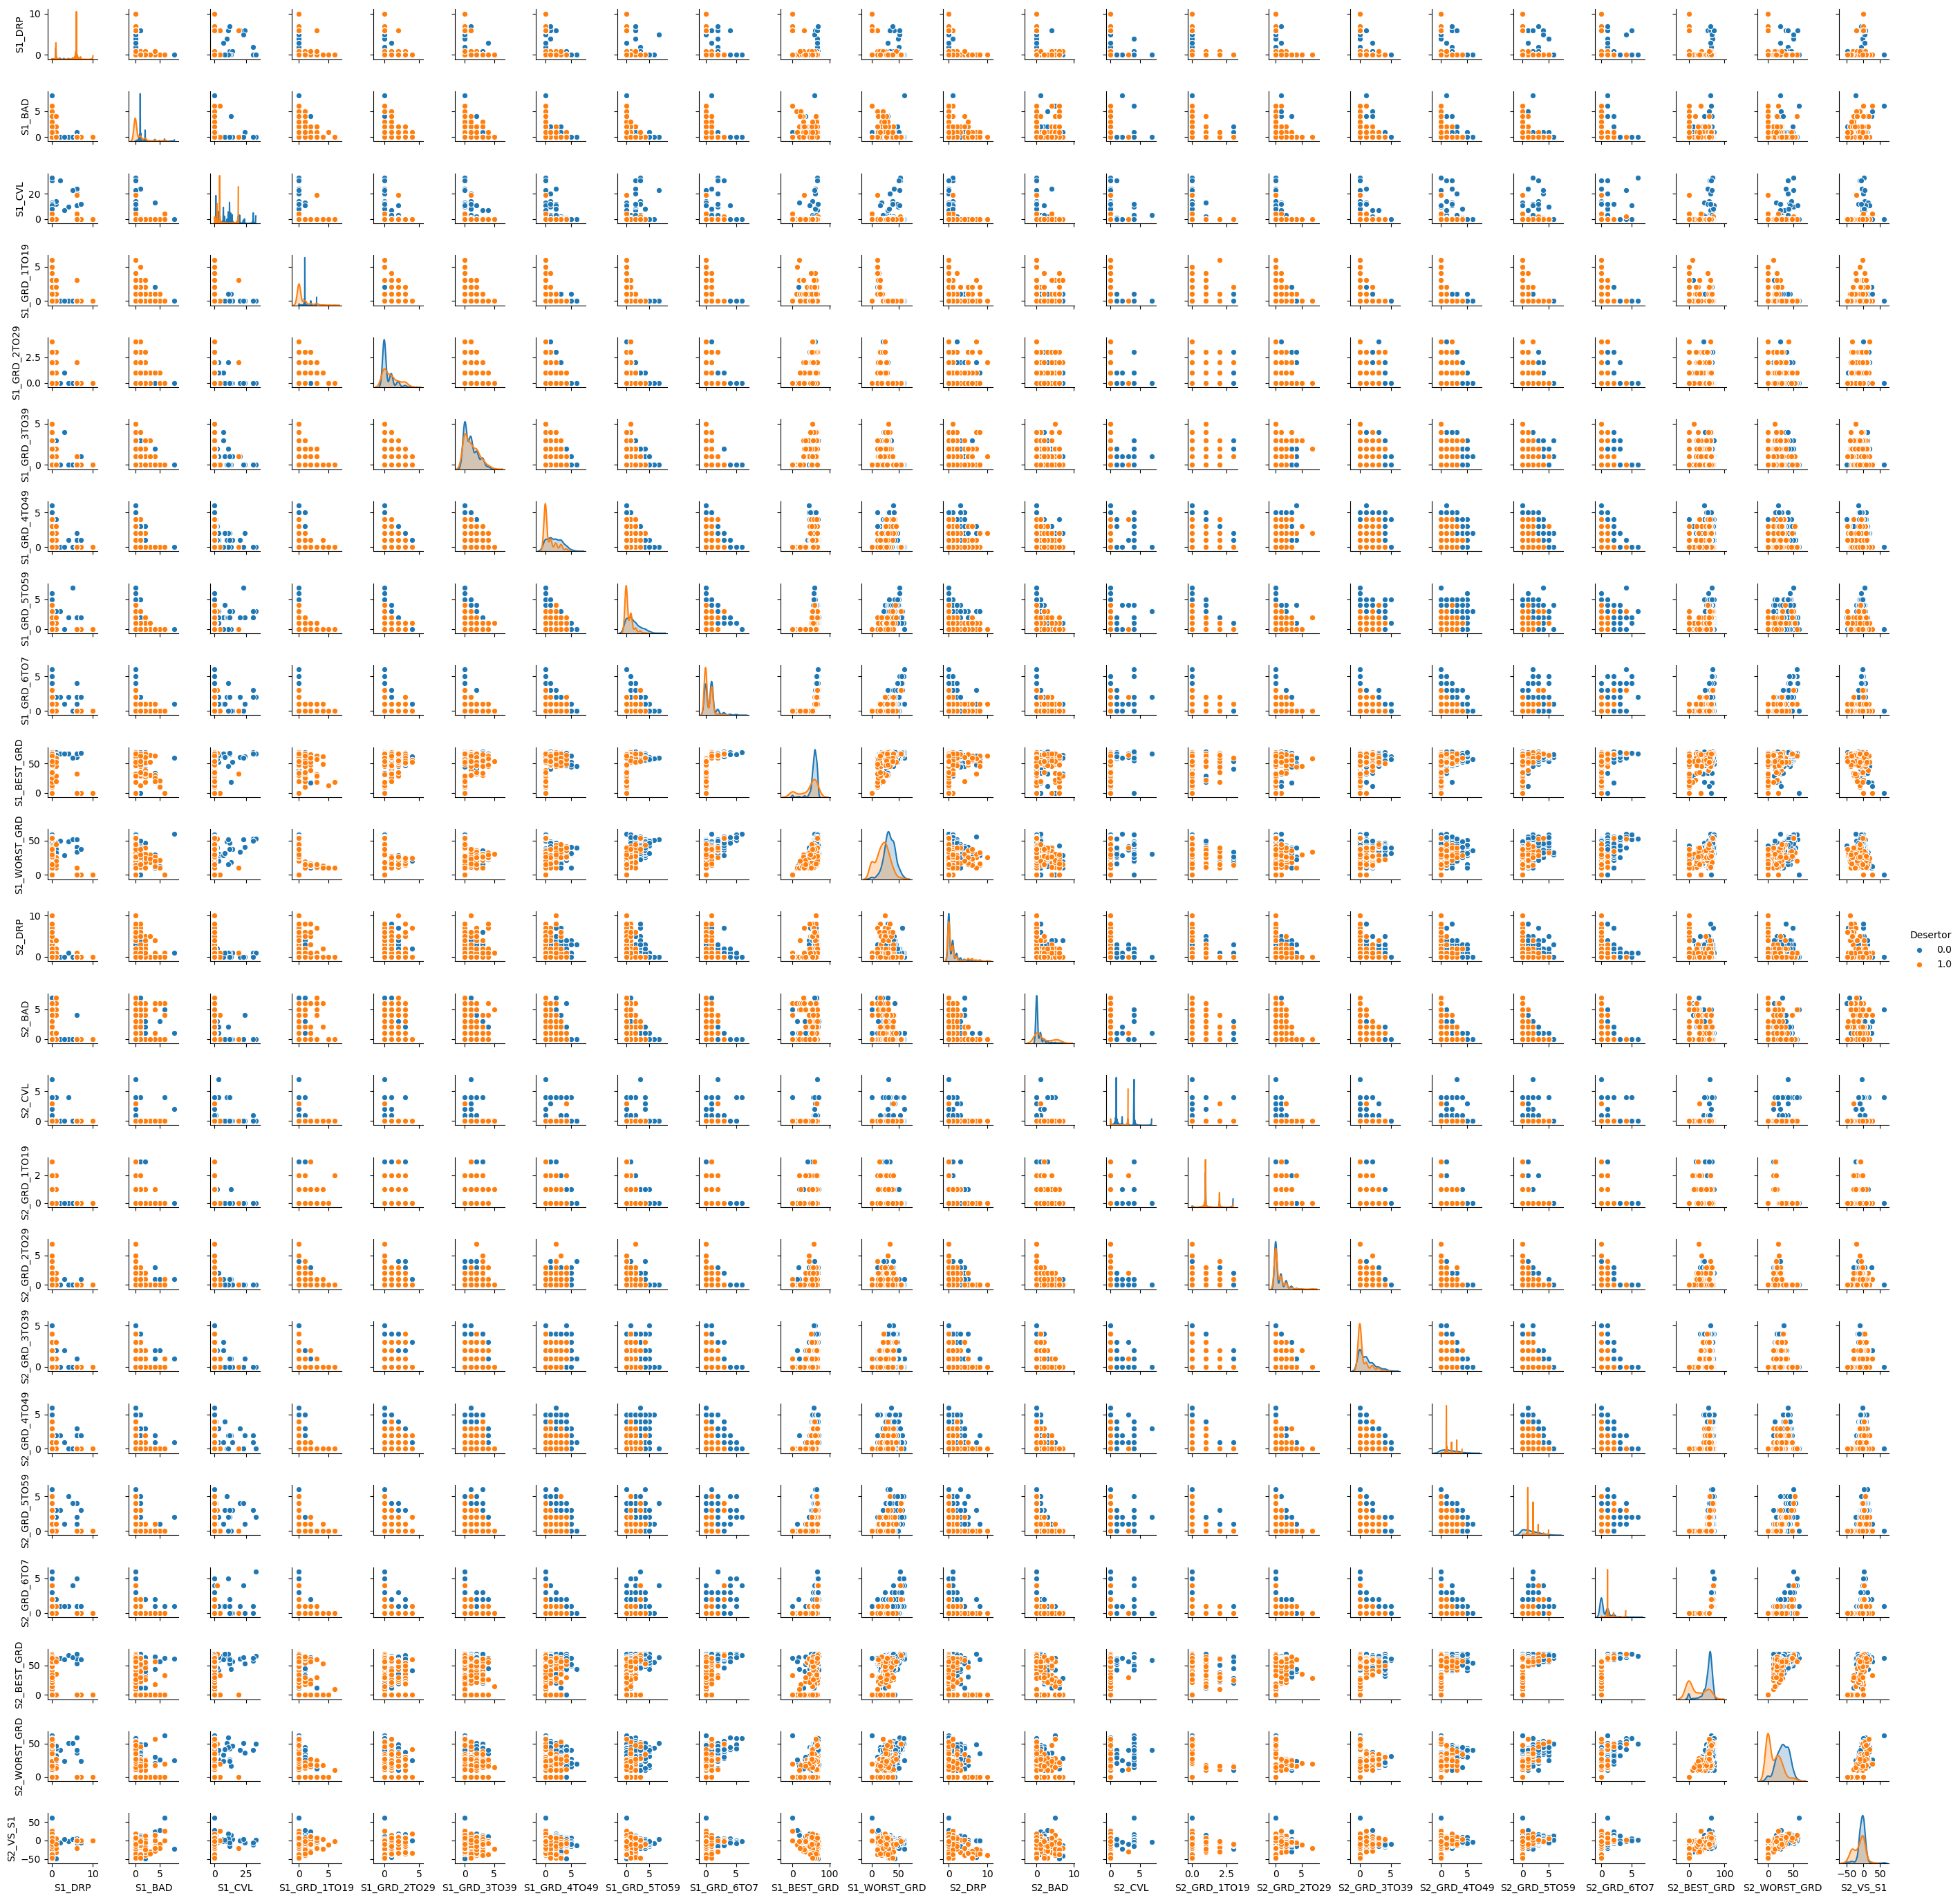 S1_DRP
10
0
S1_BAD
5
0
S1_CVL
20
0
S1_GRD_1TO19
5
0
S1_GRD_2TO29
2.5
0.0
S1_GRD_3TO39
5
0
S1_GRD_4TO49
5
0
S1_GRD_5TO59
5
0
S1_GRD_6TO7
5
0
S1_BEST_GRD
50
0
S1_WORST_GRD
50
0
S2_DRP
10
0
Desertor
0.0
1.0
S2_BAD
5
0
S2_CVL
5
0
S2_GRD_1TO19
2
0
S2_GRD_2TO29
5
0
S2_GRD_3TO39
5
0
S2_GRD_4TO49
5
0
S2_GRD_5TO59
5
0
S2_GRD_6TO7
5
0
S2_BEST_GRD
50
0
S2_WORST_GRD
50
0
S2_VS_S1
50
0
−50
0 10 0 5 0 25 0 5 0 5 0 5 0 5 0 5 0 5 0 100 0 50 0 10 0 10 0 5 0.0 2.5 0 5 0 5 0 5 0 5 0 5 0 100 0 50 −50 0 50
S1_DRP S1_BAD S1_CVL S1_GRD_1TO19 S1_GRD_2TO29 S1_GRD_3TO39 S1_GRD_4TO49 S1_GRD_5TO59 S1_GRD_6TO7 S1_BEST_GRD S1_WORST_GRD S2_DRP S2_BAD S2_CVL S2_GRD_1TO19 S2_GRD_2TO29 S2_GRD_3TO39 S2_GRD_4TO49 S2_GRD_5TO59 S2_GRD_6TO7 S2_BEST_GRD S2_WORST_GRD S2_VS_S1